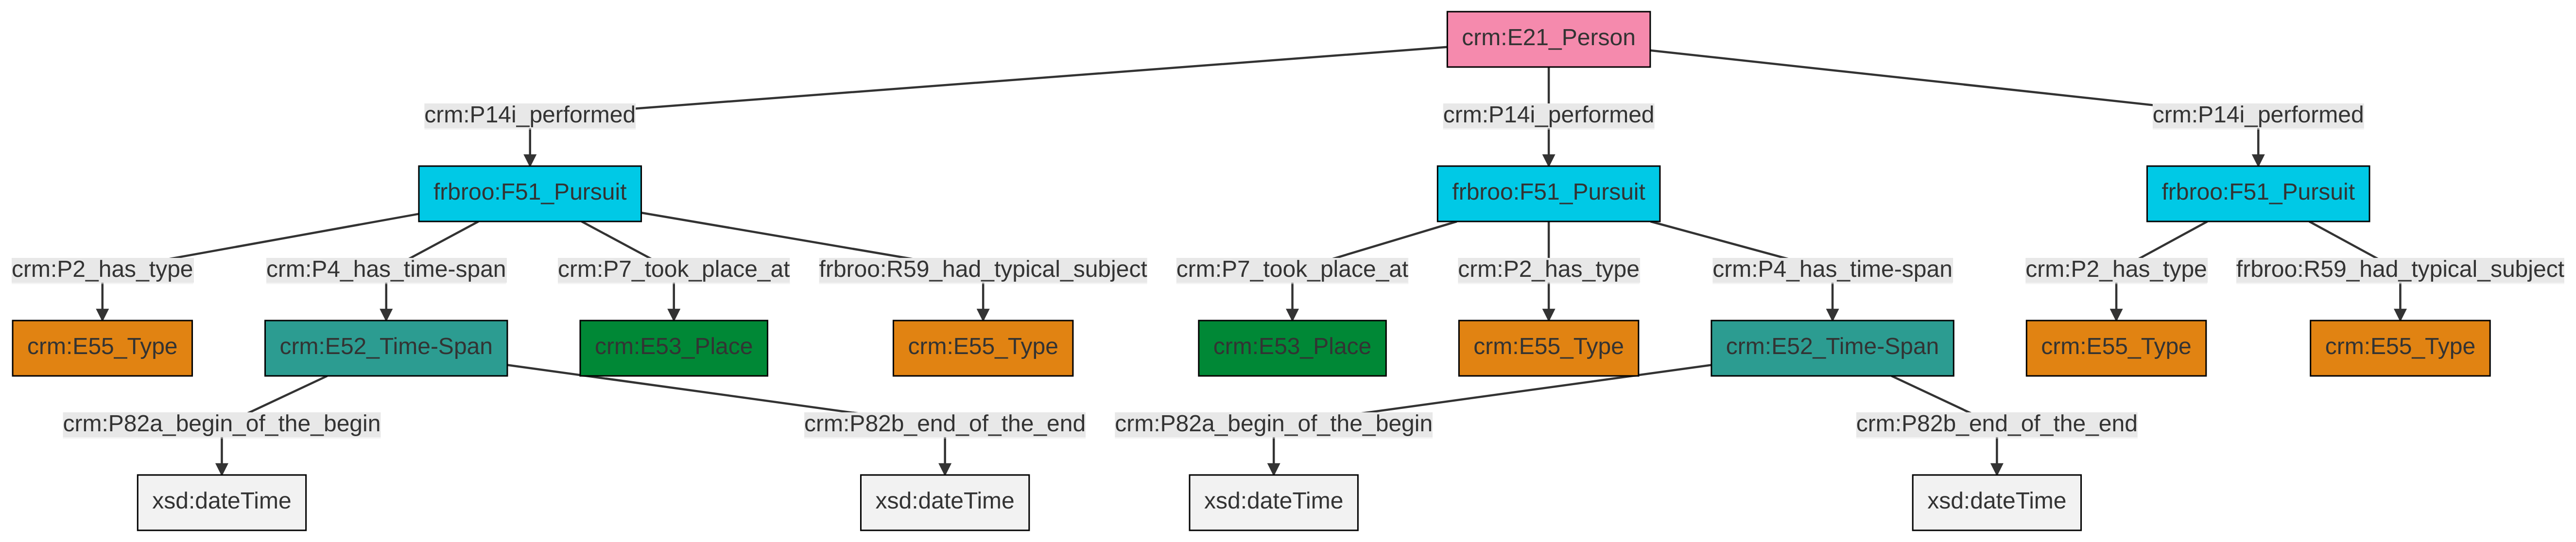 crm:E21_Person
crm:P14i_performed
crm:P14i_performed
crm:P14i_performed
frbroo:F51_Pursuit
frbroo:F51_Pursuit
frbroo:F51_Pursuit
crm:P2_has_type
crm:P4_has_time-span
crm:P7_took_place_at
frbroo:R59_had_typical_subject
crm:P7_took_place_at
crm:P2_has_type
crm:P4_has_time-span
crm:P2_has_type
frbroo:R59_had_typical_subject
crm:E55_Type
crm:E52_Time-Span
crm:E53_Place
crm:E55_Type
crm:E53_Place
crm:E55_Type
crm:E52_Time-Span
crm:E55_Type
crm:E55_Type
crm:P82a_begin_of_the_begin
crm:P82b_end_of_the_end
crm:P82a_begin_of_the_begin
crm:P82b_end_of_the_end
xsd:dateTime
xsd:dateTime
xsd:dateTime
xsd:dateTime